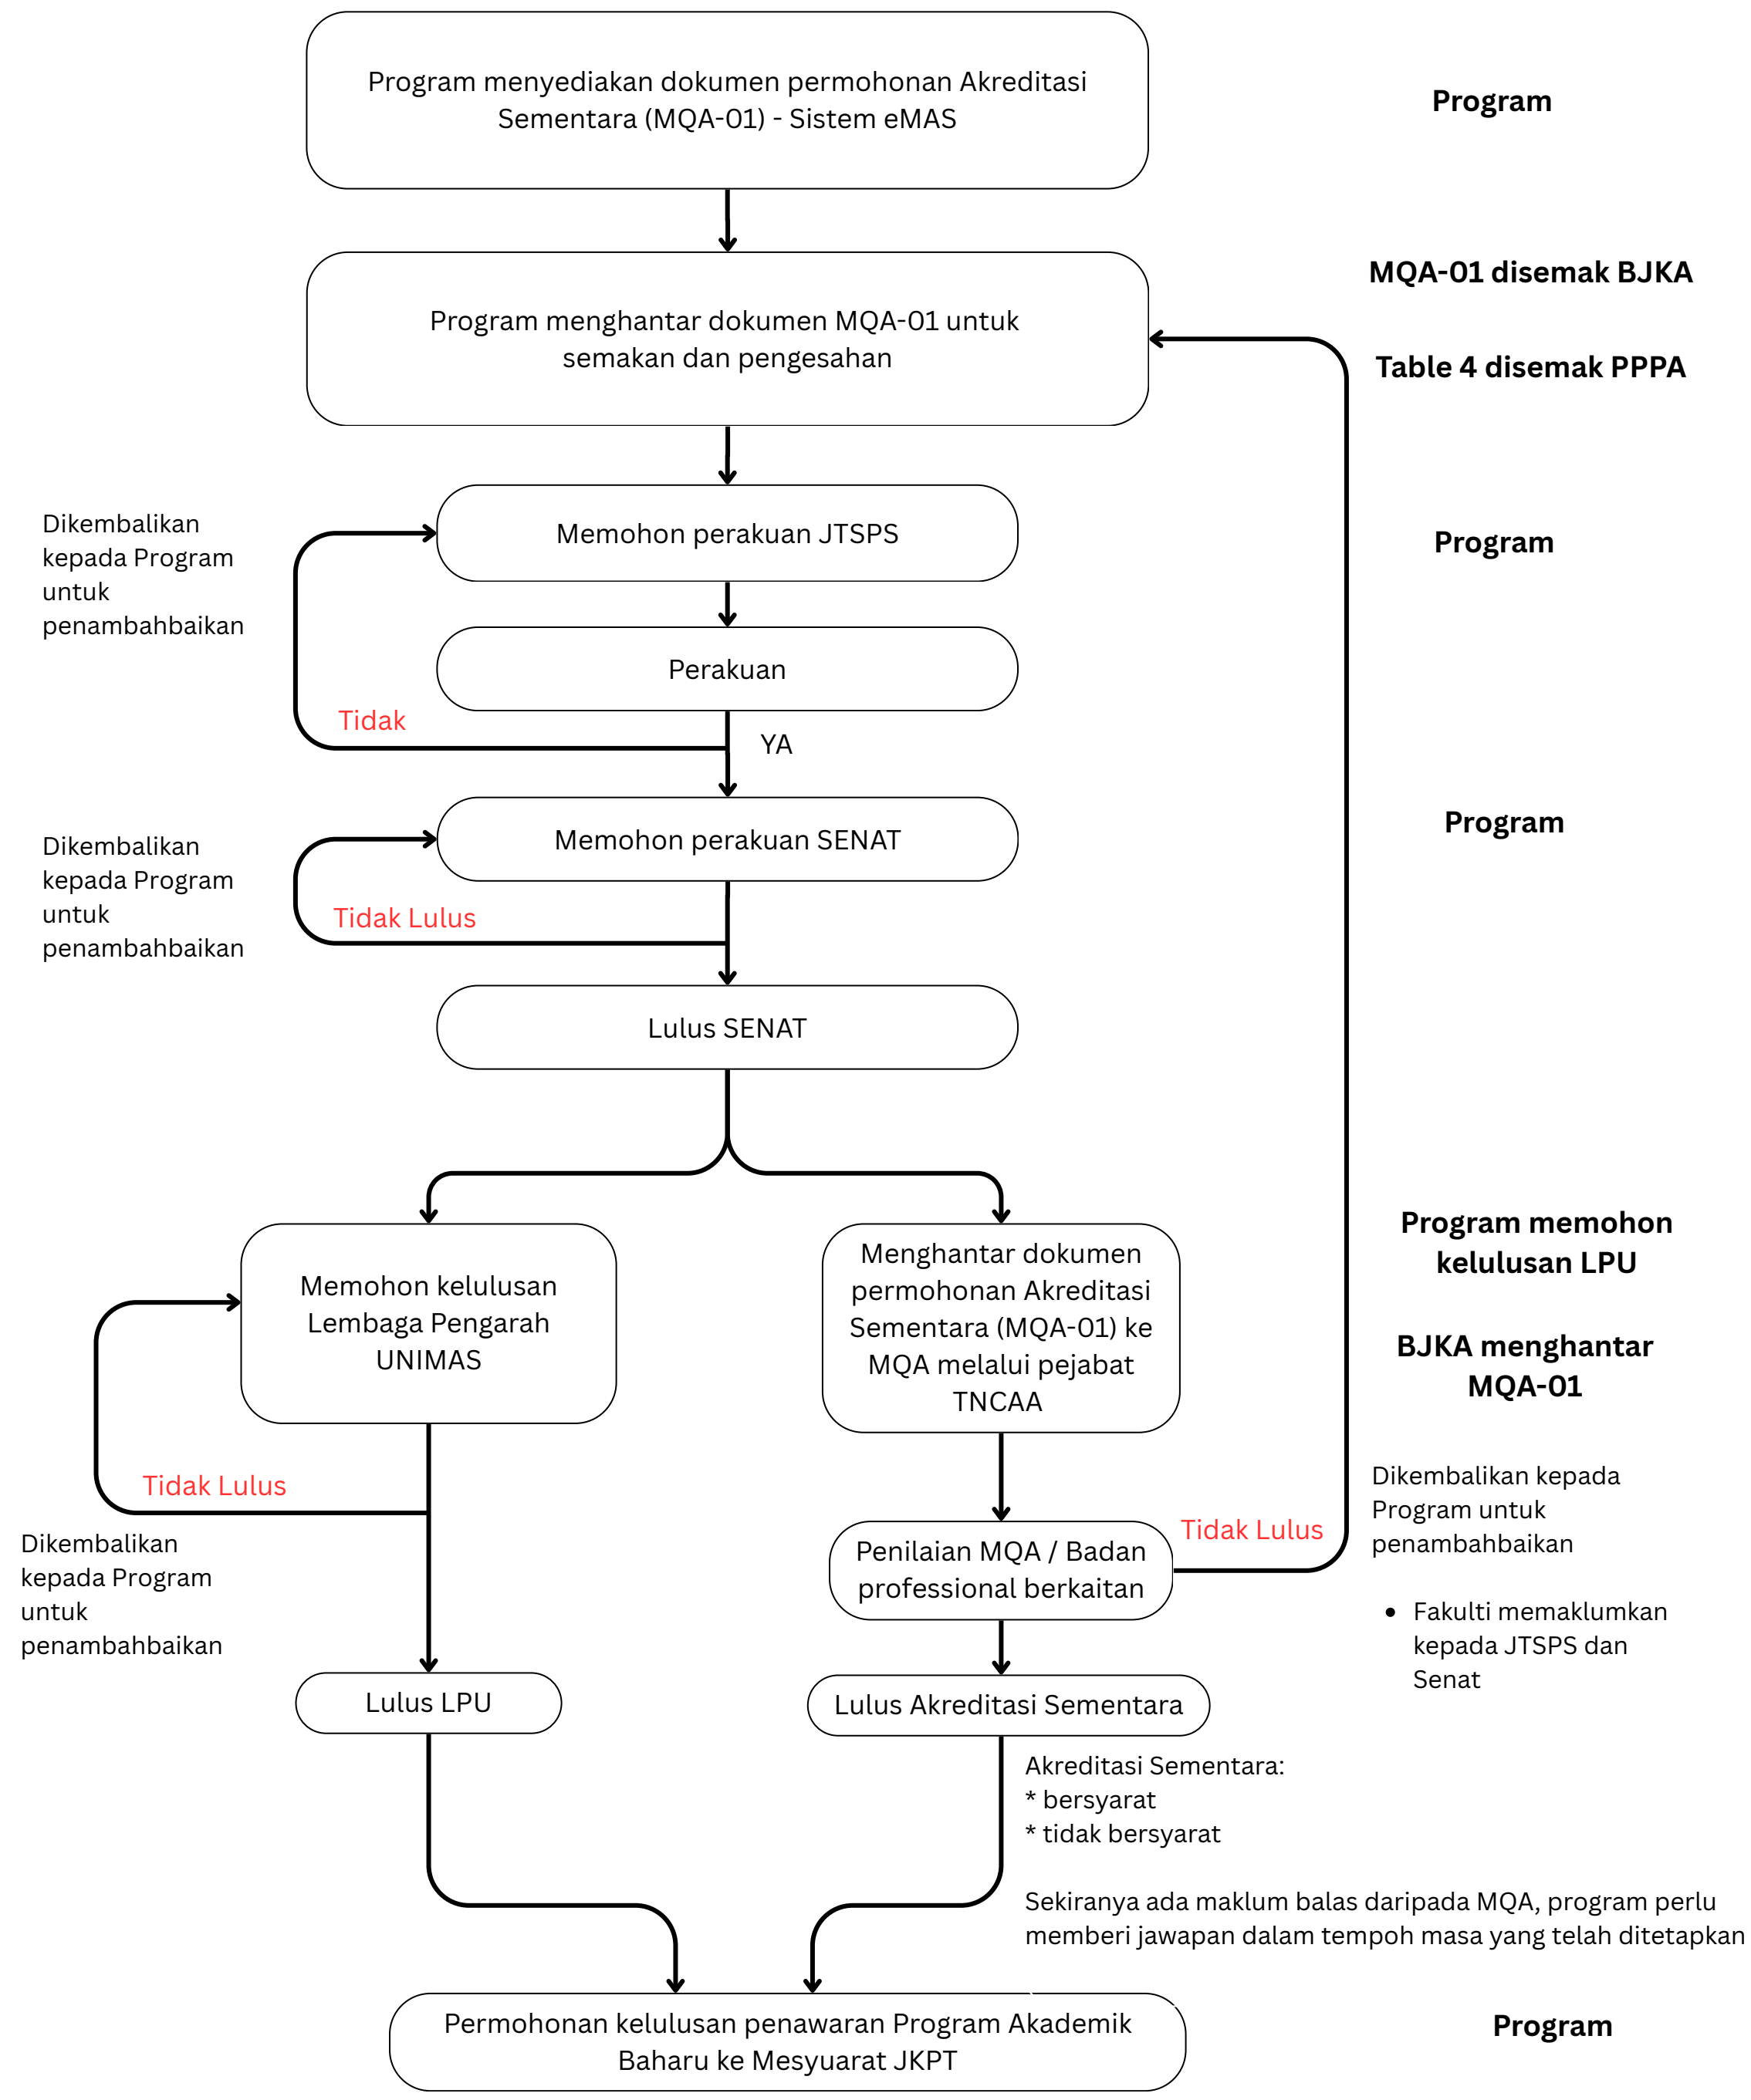 Program menyediakan dokumen permohonan Akreditasi
Sementara (MQA-01) - Sistem eMAS
Program
Program menghantar dokumen MQA-01 untuk
semakan dan pengesahan
MQA-01 disemak BJKA
Table 4 disemak PPPA
Dikembalikan
kepada Program
untuk
penambahbaikan
Memohon perakuan JTSPS
Program
Perakuan
Tidak
YA
Dikembalikan
kepada Program
untuk
penambahbaikan
Memohon perakuan SENAT
Program
Tidak Lulus
Lulus SENAT
Memohon kelulusan
Lembaga Pengarah
UNIMAS
Menghantar dokumen
permohonan Akreditasi
Sementara (MQA-01) ke
MQA melalui pejabat
TNCAA
Program memohon
kelulusan LPU
BJKA menghantar
MQA-01
Tidak Lulus
Dikembalikan
kepada Program
untuk
penambahbaikan
Penilaian MQA / Badan
professional berkaitan
Tidak Lulus
Dikembalikan kepada
Program untuk
penambahbaikan
• Fakulti memaklumkan
kepada JTSPS dan
Senat
Lulus LPU
Lulus Akreditasi Sementara
Akreditasi Sementara:
* bersyarat
* tidak bersyarat
Sekiranya ada maklum balas daripada MQA, program perlu
memberi jawapan dalam tempoh masa yang telah ditetapkan
Permohonan kelulusan penawaran Program Akademik
Baharu ke Mesyuarat JKPT
Program